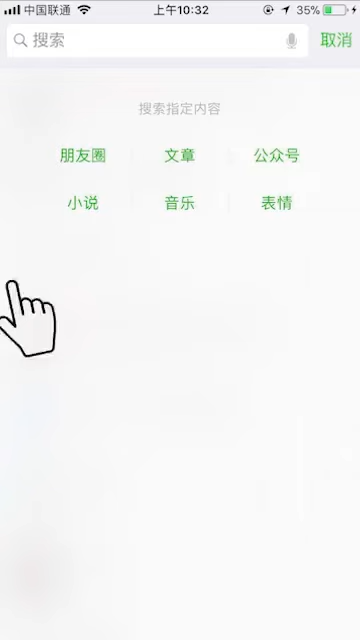 中国联通 上午10:32 35%
搜索 取消
搜索指定内容
朋友圈 文章 公众号
小说 音乐 表情